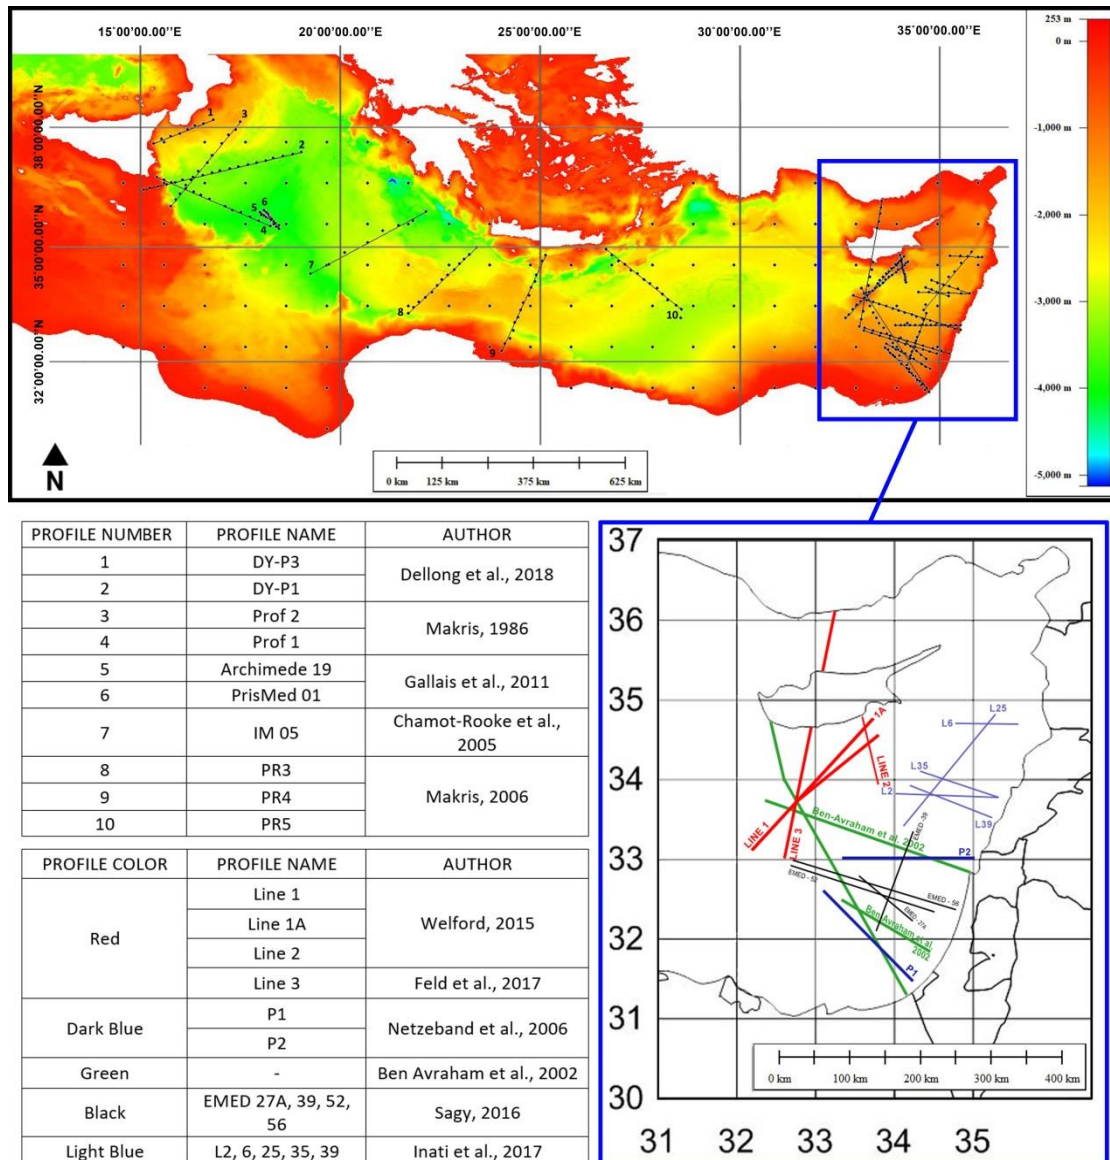 15°00'00.00"E 20°00'00.00"E 25°00'00.00"E 30°00'00.00"E 35°00'00.00"E
253 m
0 m
-1,000 m
-2,000 m
-3,000 m
-4,000 m
-5,000 m
38°00'00.00"N
35°00'00.00"N
32°00'00.00"N
1
3
2
6
5
4
7
8
9
10
N
0 km 125 km 375 km 625 km
PROFILE NUMBER PROFILE NAME AUTHOR
1 DY-P3 Dellong et al., 2018
2 DY-P1
3 Prof 2 Makris, 1986
4 Prof 1
5 Archimede 19 Gallais et al., 2011
6 PrisMed 01
7 IM 05 Chamot-Rooke et al.,
2005
8 PR3 Makris, 2006
9 PR4
10 PR5
PROFILE COLOR PROFILE NAME AUTHOR
Red Line 1 Welford, 2015
Line 1A
Line 2
Line 3 Feld et al., 2017
Dark Blue P1 Netzeband et al., 2006
P2
Green - Ben Avraham et al., 2002
Black EMED 27A, 39, 52,
56
Sagy, 2016
Light Blue L2, 6, 25, 35, 39 Inati et al., 2017
37
36
35
34
33
32
31
30
31 32 33 34 35
1A
L25
L6
LINE 2
L35
L2
L39
LINE 1
LINE 3
Ben-Avraham et al. 2002
EMED -39
P2
EMED - 52
EMED - 56
EMED -27A
Ben-Avraham et al.
2002
P1
0 km 100 km 200 km 300 km 400 km